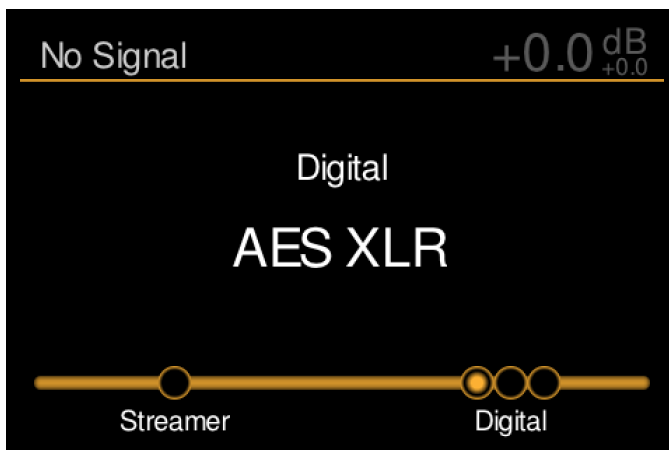 No Signal
+0.0 dB
+0.0
Digital
AES XLR
Streamer
Digital